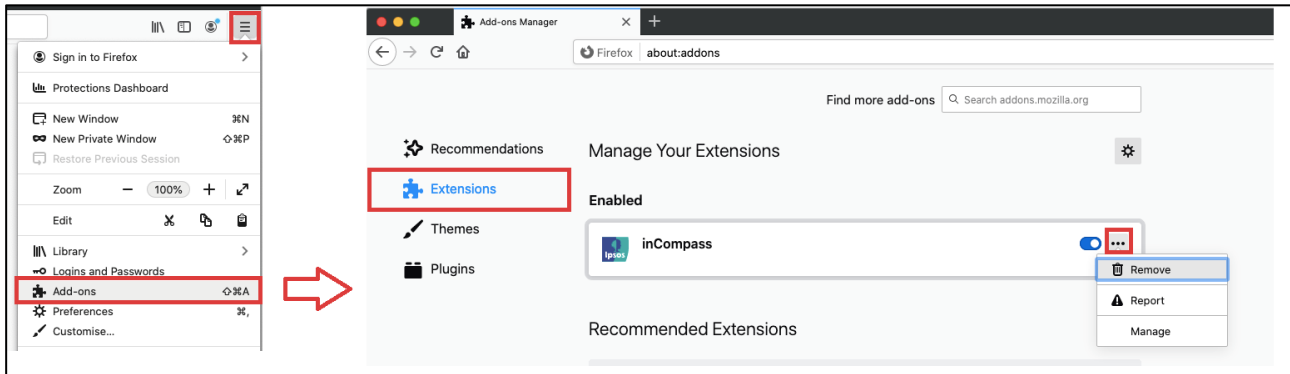 Sign in to Firefox
Protections Dashboard
New Window ⌘N
New Private Window ⇧⌘P
Restore Previous Session
Zoom − 100% +
Edit
Library
Logins and Passwords
Add-ons ⇧⌘A
Preferences ⌘,
Customise...
Add-ons Manager
Firefox about:addons
Find more add-ons Search addons.mozilla.org
Recommendations
Extensions
Themes
Plugins
Manage Your Extensions
Enabled
Ipsos inCompass
Remove
Report
Manage
Recommended Extensions